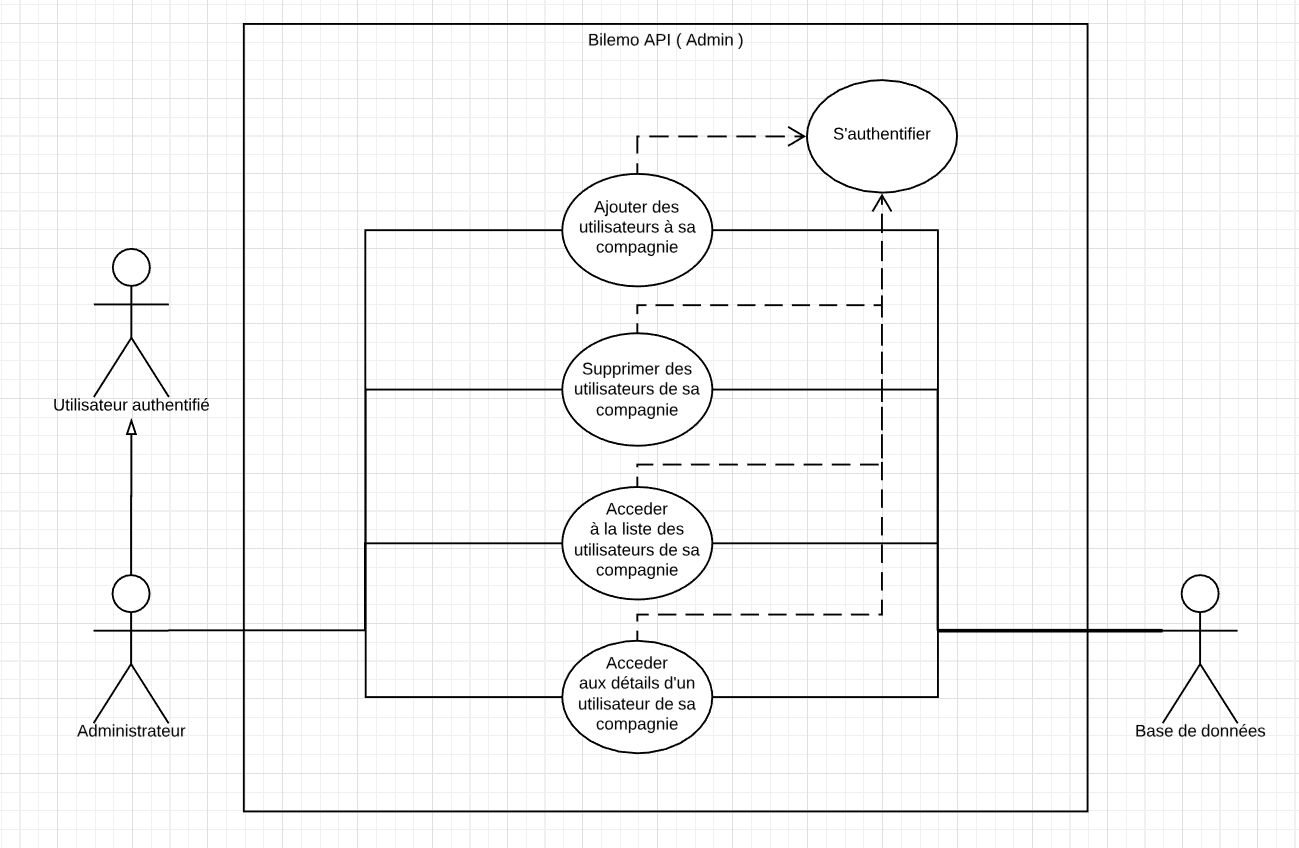 Bilemo API ( Admin )
S'authentifier
Ajouter des
utilisateurs à sa
compagnie
Utilisateur authentifié
Supprimer des
utilisateurs de sa
compagnie
Acceder
à la liste des
utilisateurs de sa
compagnie
Acceder
aux détails d'un
utilisateur de sa
compagnie
Administrateur
Base de données